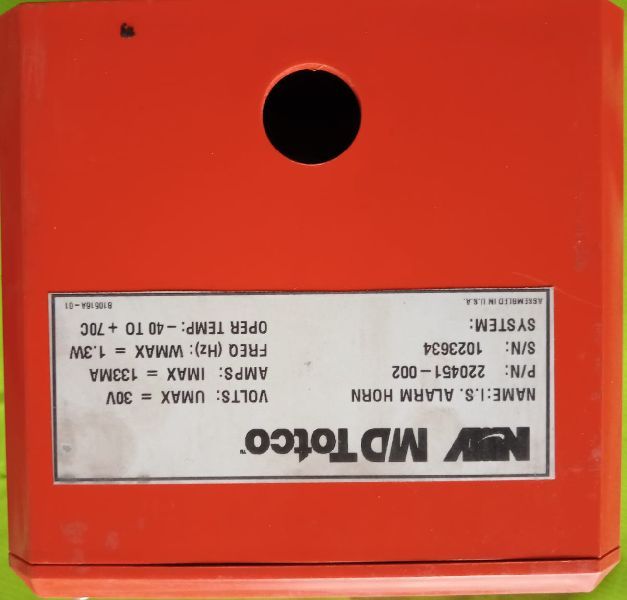 NOV MD Totco™
NAME:I.S. ALARM HORN VOLTS: UMAX = 30V
P/N: 220451-002 AMPS: IMAX = 133MA
S/N: 1023634 FREQ (Hz): WMAX = 1.3W
SYSTEM: OPER TEMP: -40 TO + 70C
ASSEMBLED IN U.S.A. 810516A-01